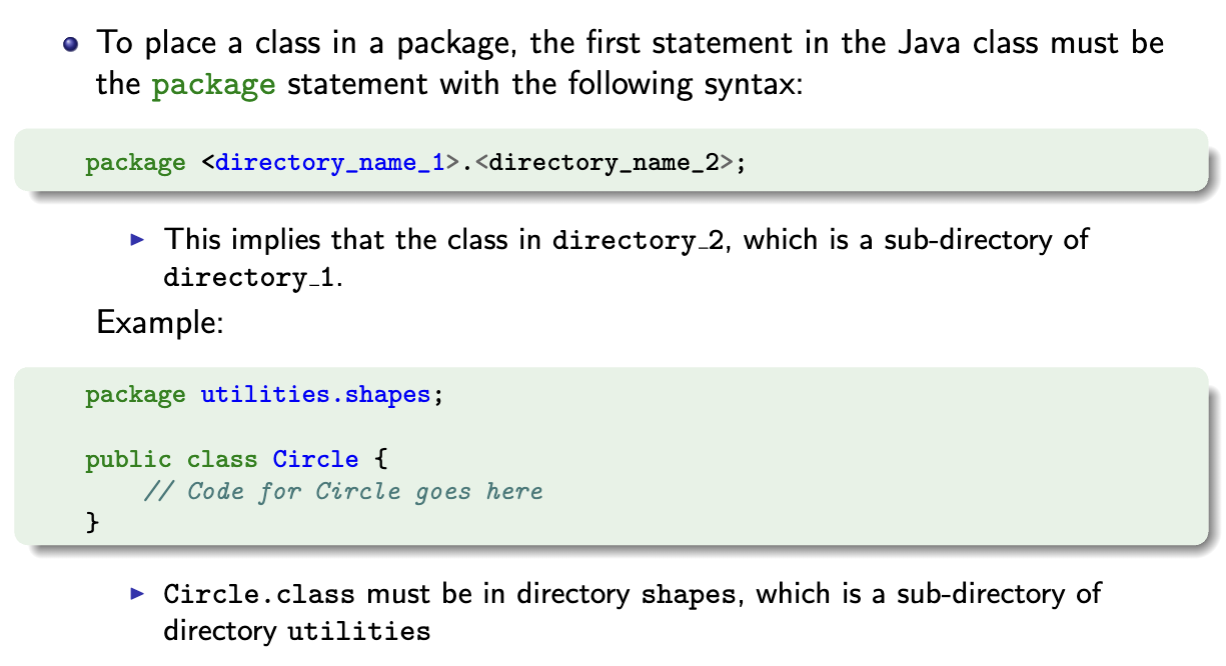 To place a class in a package, the first statement in the Java class must be
the package statement with the following syntax:
package <directory_name_1>.<directory_name_2>;
This implies that the class in directory_2, which is a sub-directory of
directory_1.
Example:
package utilities.shapes;
public class Circle {
// Code for Circle goes here
}
Circle.class must be in directory shapes, which is a sub-directory of
directory utilities